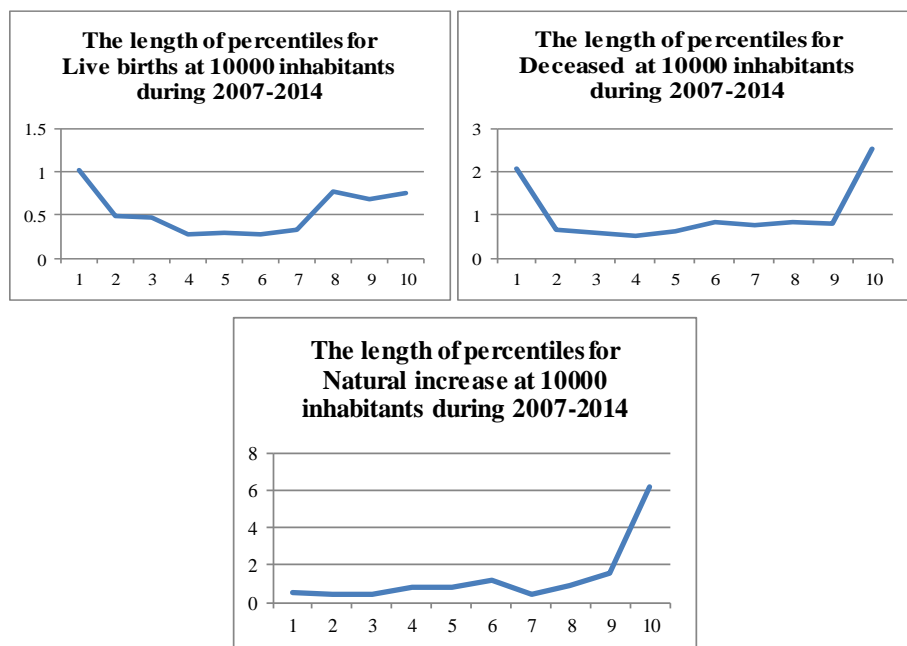 The length of percentiles for
Live births at 10000 inhabitants
during 2007-2014
1.5
1
0.5
0
1 2 3 4 5 6 7 8 9 10
The length of percentiles for
Deceased at 10000 inhabitants
during 2007-2014
3
2
1
0
1 2 3 4 5 6 7 8 9 10
The length of percentiles for
Natural increase at 10000
inhabitants during 2007-2014
8
6
4
2
0
1 2 3 4 5 6 7 8 9 10